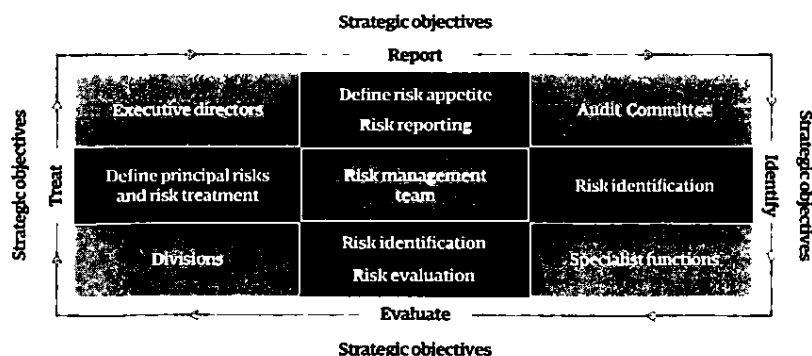 Strategic objectives
Report
Executive directors
Define risk appetite
Risk reporting
Audit Committee
Strategic objectives
Treat
Define principal risks
and risk treatment
Risk management
team
Risk identification
Identify
Strategic objectives
Divisions
Risk identification
Risk evaluation
Specialist functions
Evaluate
Strategic objectives